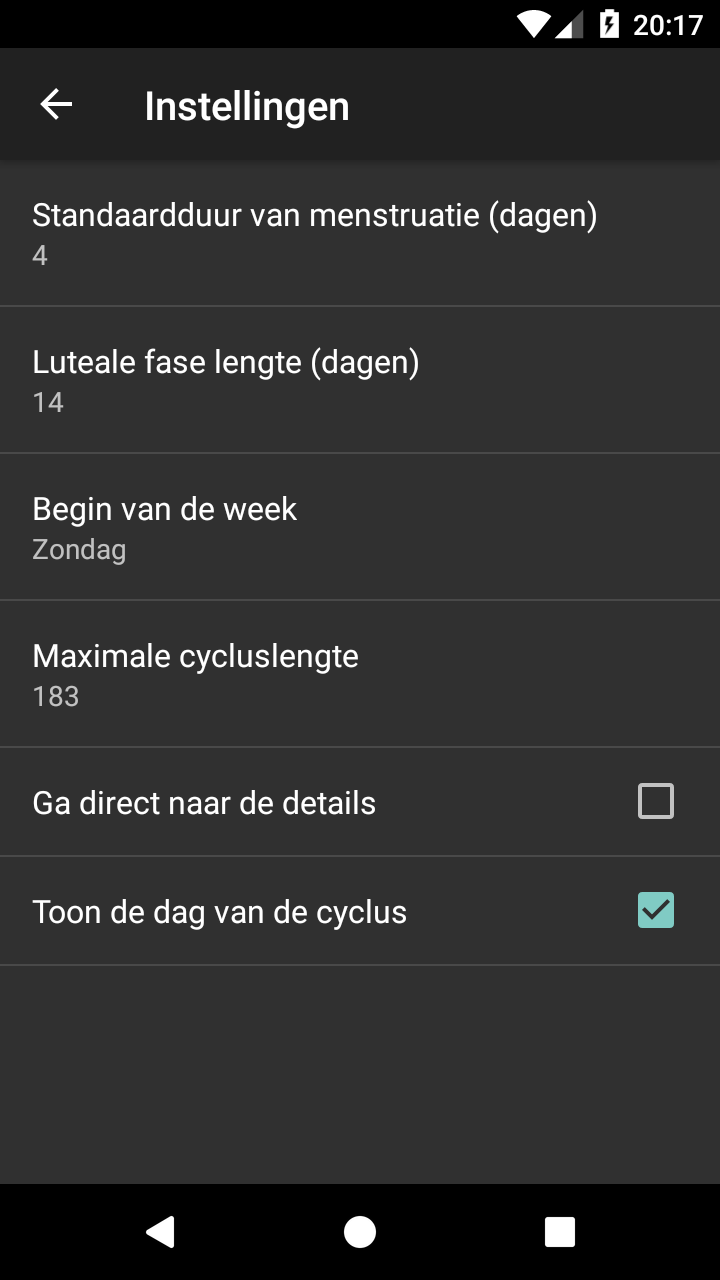 20:17
Instellingen
Standaardduur van menstruatie (dagen)
4
Luteale fase lengte (dagen)
14
Begin van de week
Zondag
Maximale cycluslengte
183
Ga direct naar de details
Toon de dag van de cyclus